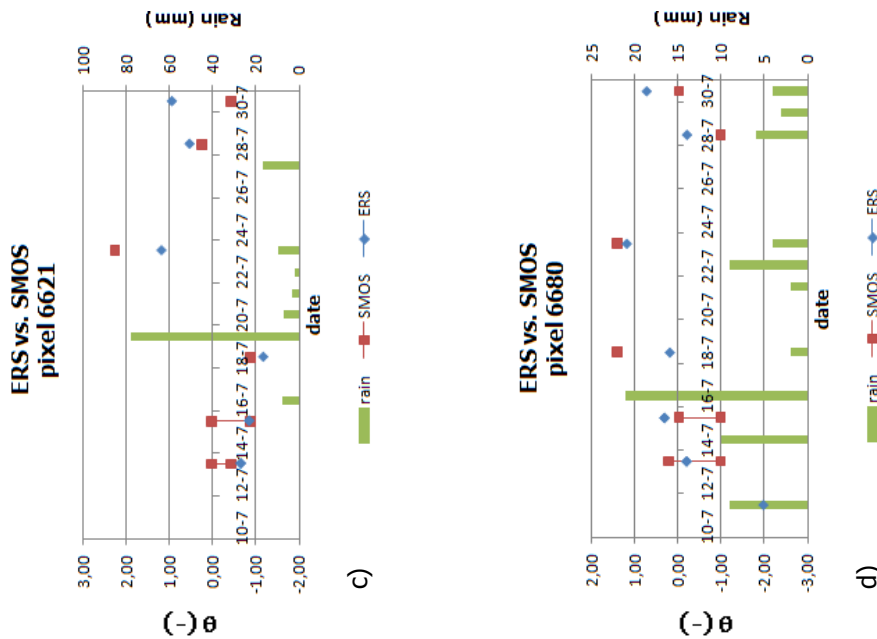 ERS vs. SMOS
pixel 6621
θ (-)
3,00
2,00
1,00
0,00
-1,00
-2,00
Rain (mm)
100
80
60
40
20
0
10-7 12-7 14-7 16-7 18-7 20-7 22-7 24-7 26-7 28-7 30-7
date
rain SMOS ERS
c)
ERS vs. SMOS
pixel 6680
θ (-)
2,00
1,00
0,00
-1,00
-2,00
-3,00
Rain (mm)
25
20
15
10
5
0
10-7 12-7 14-7 16-7 18-7 20-7 22-7 24-7 26-7 28-7 30-7
date
rain SMOS ERS
d)